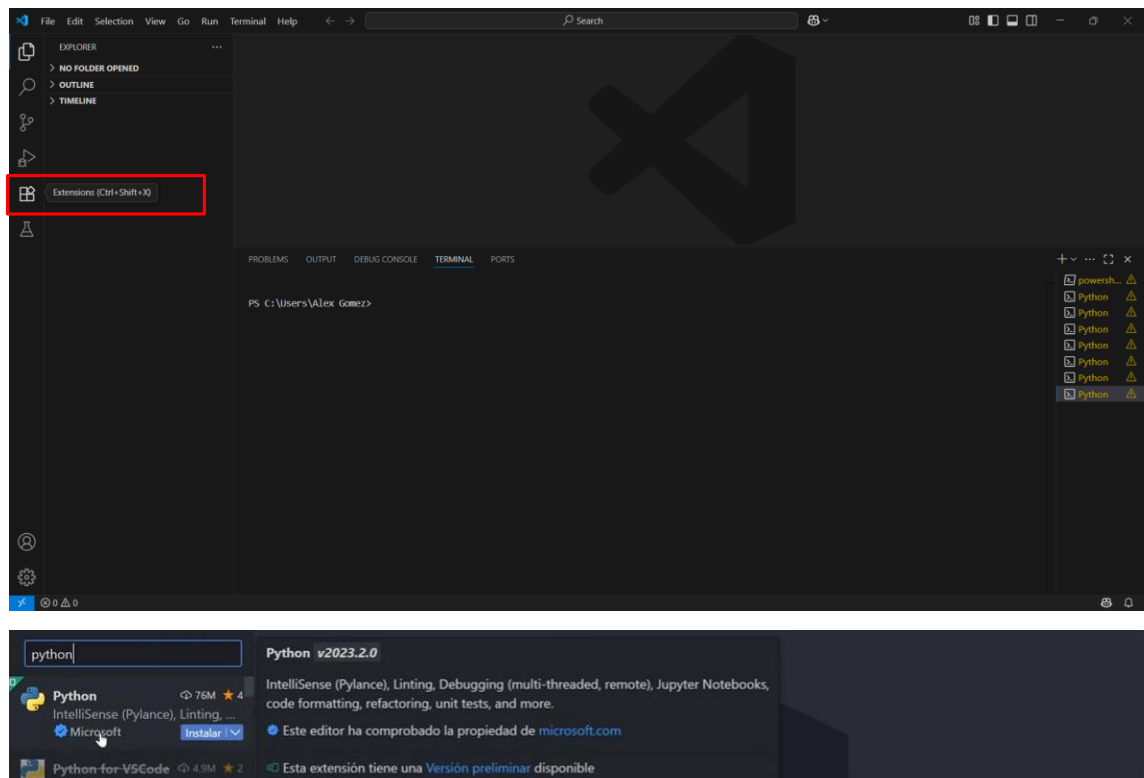 File Edit Selection View Go Run Terminal Help Search
EXPLORER
NO FOLDER OPENED
OUTLINE
TIMELINE
Extensions (Ctrl+Shift+X)
PROBLEMS OUTPUT DEBUG CONSOLE TERMINAL PORTS
PS C:\Users\Alex Gomez>
powersh...
Python
Python
Python
Python
Python
Python
Python
0 0
python
Python 76M 4
IntelliSense (Pylance), Linting, ...
Microsoft Instalar
Python for VSCode 4.9M 2
Python v2023.2.0
IntelliSense (Pylance), Linting, Debugging (multi-threaded, remote), Jupyter Notebooks,
code formatting, refactoring, unit tests, and more.
Este editor ha comprobado la propiedad de microsoft.com
Esta extensión tiene una Versión preliminar disponible